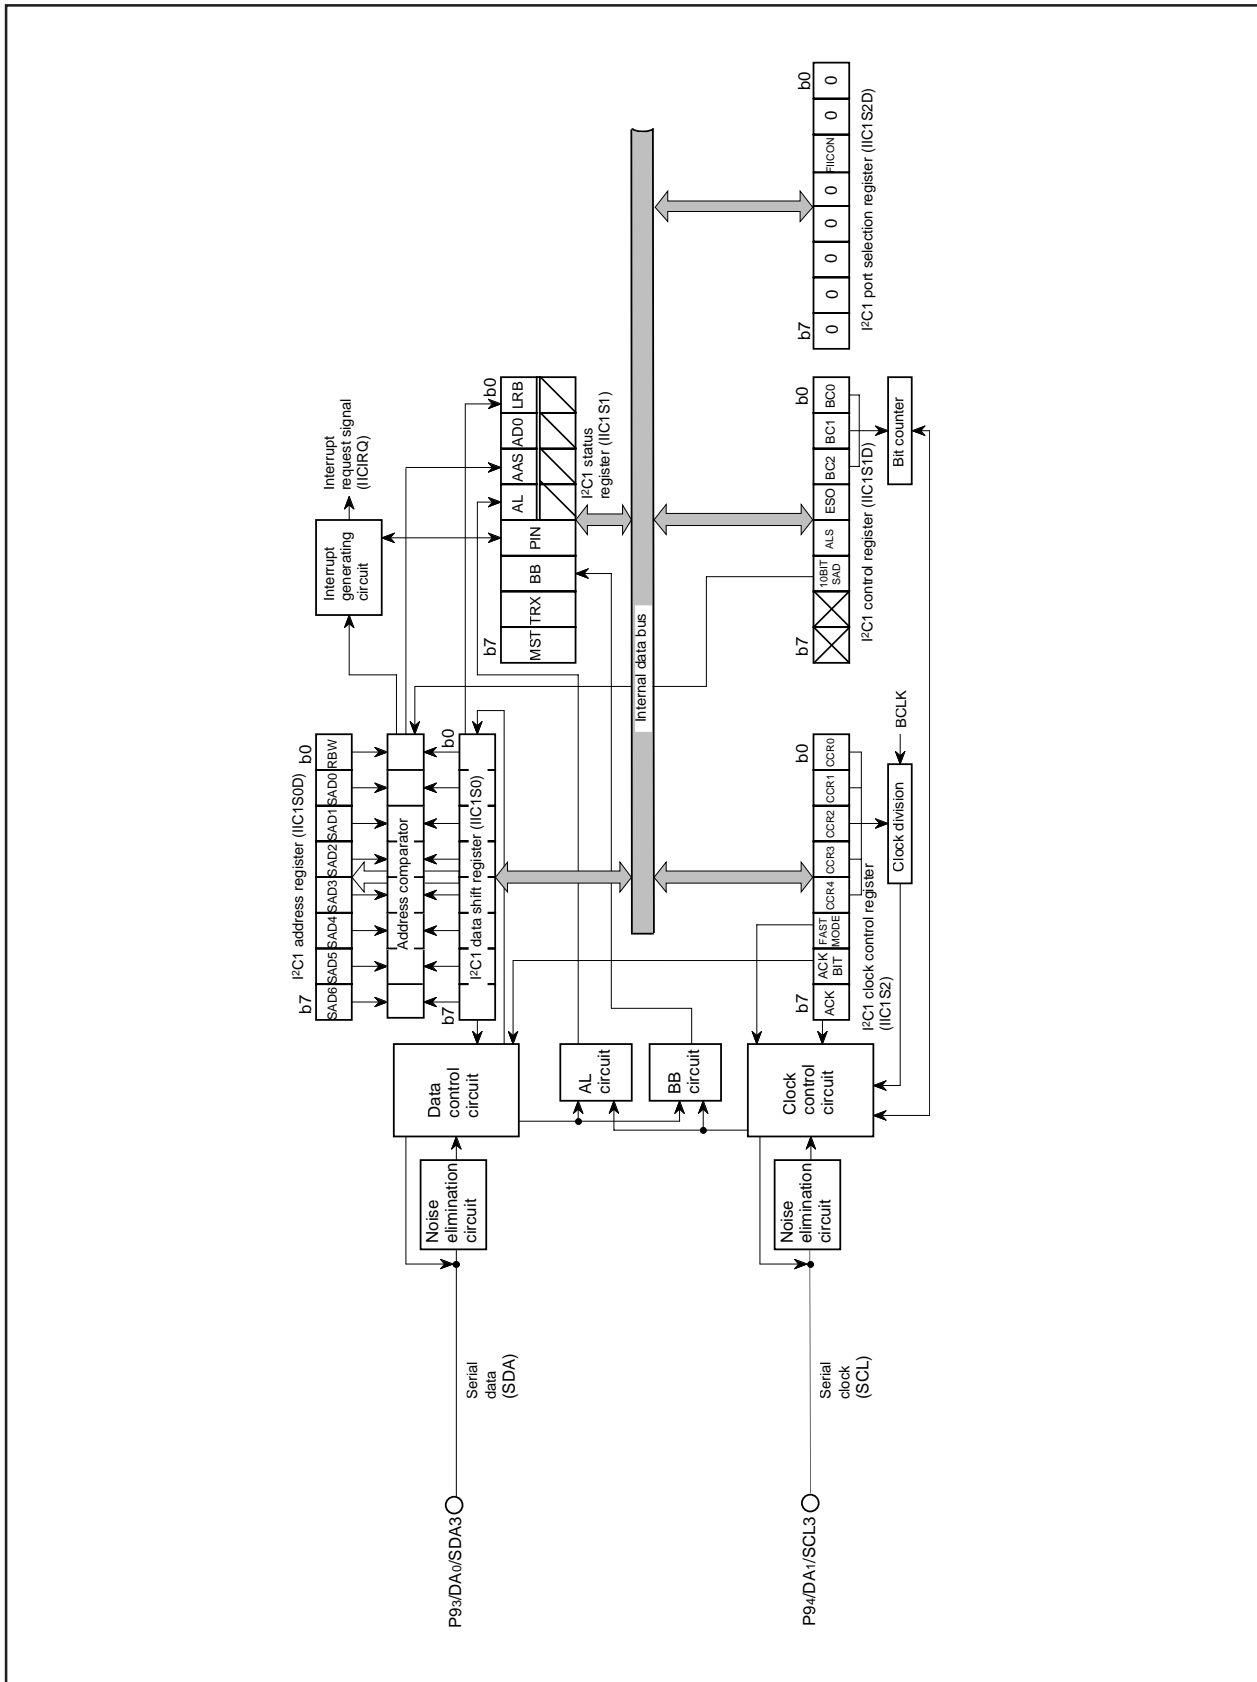 I²C1 address register (IIC1S0D)
b7
b0
SAD6
SAD5
SAD4
SAD3
SAD2
SAD1
SAD0
RBW
Address comparator
b7
b0
I²C1 data shift register (IIC1S0)
Interrupt
generating
circuit
Interrupt
request signal
(IICIRQ)
b7
b0
MST
TRX
BB
PIN
AL
AAS
AD0
LRB
I²C1 status
register (IIC1S1)
P93/DA0/SDA3
Serial
data
(SDA)
Noise
elimination
circuit
Data
control
circuit
AL
circuit
BB
circuit
Internal data bus
P94/DA1/SCL3
Serial
clock
(SCL)
Noise
elimination
circuit
Clock
control
circuit
b7
b0
ACK
ACK
BIT
FAST
MODE
CCR4
CCR3
CCR2
CCR1
CCR0
I²C1 clock control register
(IIC1S2)
Clock division
BCLK
b7
b0
10BIT
SAD
ALS
ESO
BC2
BC1
BC0
I²C1 control register (IIC1S1D)
Bit counter
b7
b0
0
0
0
0
0
FIICON
0
0
I²C1 port selection register (IIC1S2D)